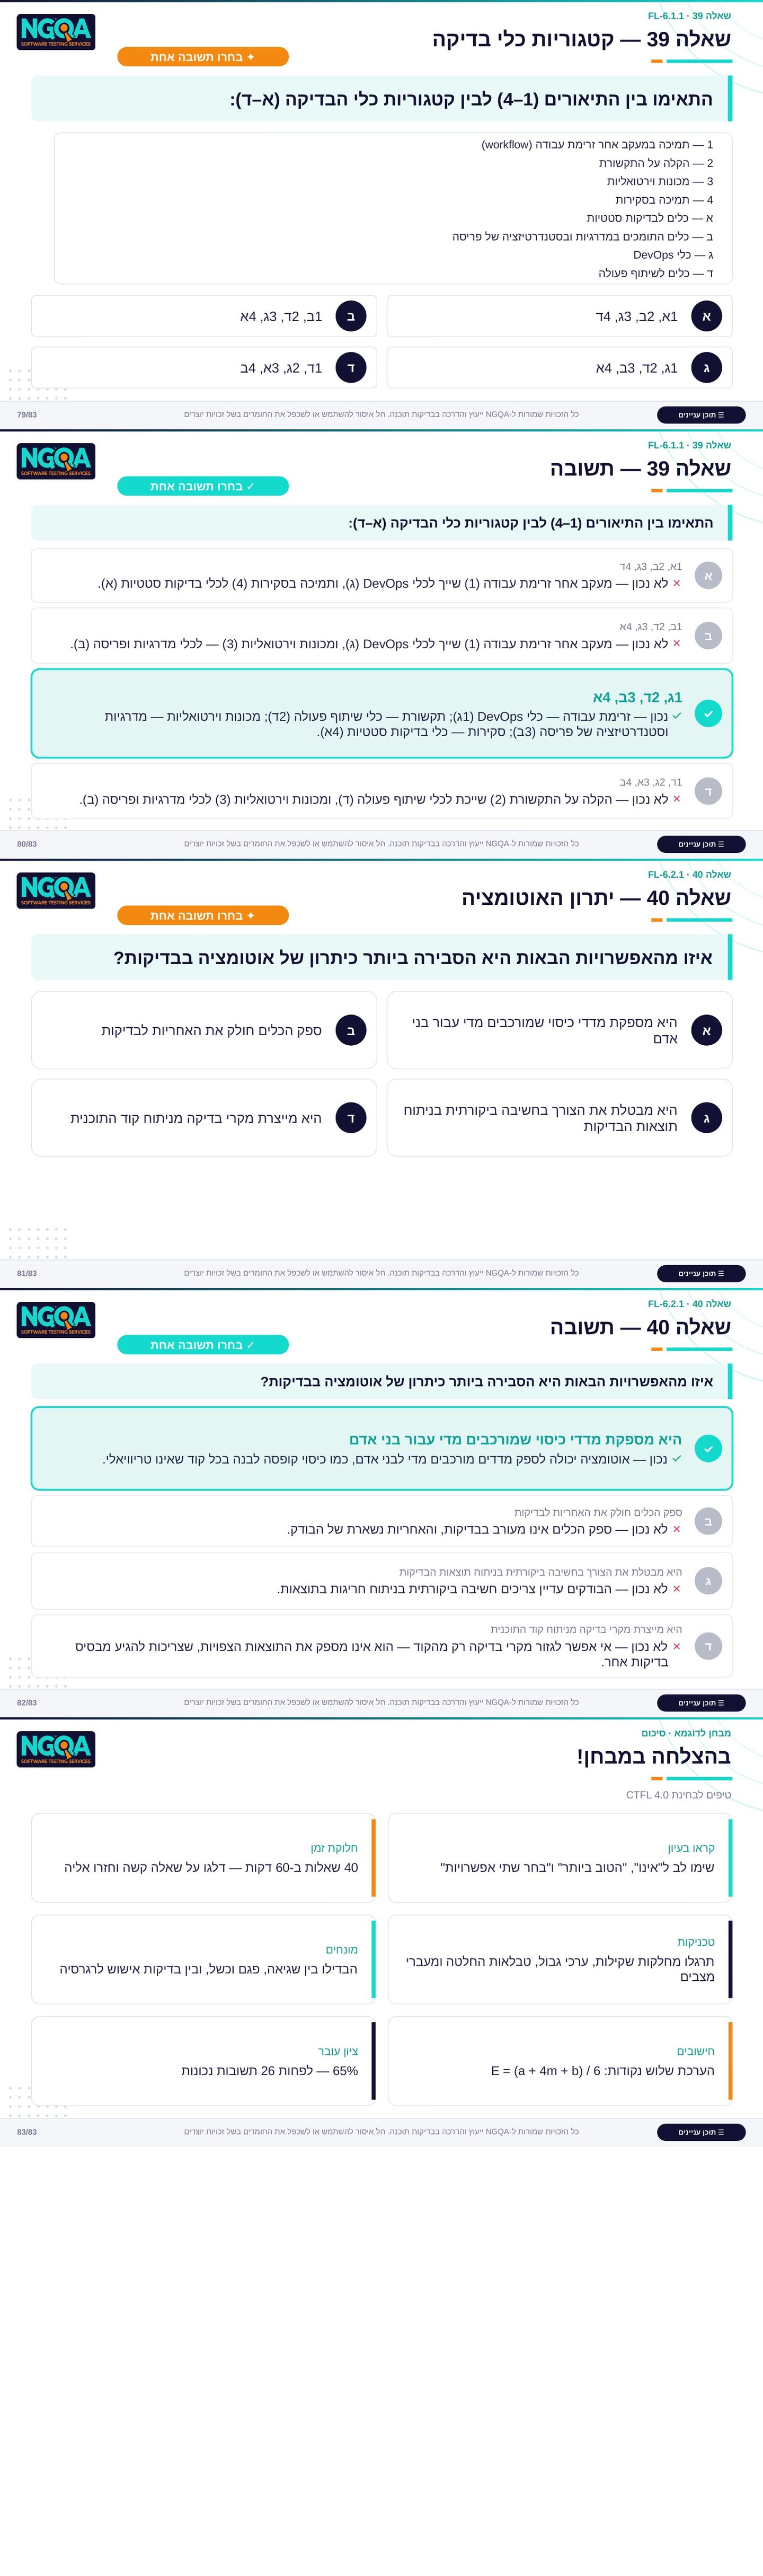 שאלה 39 · FL-6.1.1
שאלה 39 — קטגוריות כלי בדיקה
NGQA
SOFTWARE TESTING SERVICES
✦ בחרו תשובה אחת
התאימו בין התיאורים (1–4) לבין קטגוריות כלי הבדיקה (א–ד):
1 — תמיכה במעקב אחר זרימת עבודה (workflow)
2 — הקלה על התקשורת
3 — מכונות וירטואליות
4 — תמיכה בסקירות
א — כלים לבדיקות סטטיות
ב — כלים התומכים במדרגיות ובסטנדרטיזציה של פריסה
ג — כלי DevOps
ד — כלים לשיתוף פעולה
א
1א, 2ב, 3ג, 4ד
ב
1ב, 2ד, 3ג, 4א
ג
1ג, 2ד, 3ב, 4א
ד
1ד, 2ג, 3א, 4ב
☰ תוכן עניינים
כל הזכויות שמורות ל-NGQA ייעוץ והדרכה בבדיקות תוכנה. חל איסור להשתמש או לשכפל את החומרים בשל זכויות יוצרים
79/83
שאלה 39 · FL-6.1.1
שאלה 39 — תשובה
NGQA
SOFTWARE TESTING SERVICES
✓ בחרו תשובה אחת
התאימו בין התיאורים (1–4) לבין קטגוריות כלי הבדיקה (א–ד):
א
1א, 2ב, 3ג, 4ד
✕ לא נכון — מעקב אחר זרימת עבודה (1) שייך לכלי DevOps (ג), ותמיכה בסקירות (4) לכלי בדיקות סטטיות (א).
ב
1ב, 2ד, 3ג, 4א
✕ לא נכון — מעקב אחר זרימת עבודה (1) שייך לכלי DevOps (ג), ומכונות וירטואליות (3) — לכלי מדרגיות ופריסה (ב).
✓
1ג, 2ד, 3ב, 4א
✓ נכון — זרימת עבודה — כלי DevOps (1ג); תקשורת — כלי שיתוף פעולה (2ד); מכונות וירטואליות — מדרגיות
וסטנדרטיזציה של פריסה (3ב); סקירות — כלי בדיקות סטטיות (4א).
ד
1ד, 2ג, 3א, 4ב
✕ לא נכון — הקלה על התקשורת (2) שייכת לכלי שיתוף פעולה (ד), ומכונות וירטואליות (3) לכלי מדרגיות ופריסה (ב).
☰ תוכן עניינים
כל הזכויות שמורות ל-NGQA ייעוץ והדרכה בבדיקות תוכנה. חל איסור להשתמש או לשכפל את החומרים בשל זכויות יוצרים
80/83
שאלה 40 · FL-6.2.1
שאלה 40 — יתרון האוטומציה
NGQA
SOFTWARE TESTING SERVICES
✦ בחרו תשובה אחת
איזו מהאפשרויות הבאות היא הסבירה ביותר כיתרון של אוטומציה בבדיקות?
א
היא מספקת מדדי כיסוי שמורכבים מדי עבור בני
אדם
ב
ספק הכלים חולק את האחריות לבדיקות
ג
היא מבטלת את הצורך בחשיבה ביקורתית בניתוח
תוצאות הבדיקות
ד
היא מייצרת מקרי בדיקה מניתוח קוד התוכנית
☰ תוכן עניינים
כל הזכויות שמורות ל-NGQA ייעוץ והדרכה בבדיקות תוכנה. חל איסור להשתמש או לשכפל את החומרים בשל זכויות יוצרים
81/83
שאלה 40 · FL-6.2.1
שאלה 40 — תשובה
NGQA
SOFTWARE TESTING SERVICES
✓ בחרו תשובה אחת
איזו מהאפשרויות הבאות היא הסבירה ביותר כיתרון של אוטומציה בבדיקות?
✓
היא מספקת מדדי כיסוי שמורכבים מדי עבור בני אדם
✓ נכון — אוטומציה יכולה לספק מדדים מורכבים מדי לבני אדם, כמו כיסוי קופסה לבנה בכל קוד שאינו טריוויאלי.
ב
ספק הכלים חולק את האחריות לבדיקות
✕ לא נכון — ספק הכלים אינו מעורב בבדיקות, והאחריות נשארת של הבודק.
ג
היא מבטלת את הצורך בחשיבה ביקורתית בניתוח תוצאות הבדיקות
✕ לא נכון — הבודקים עדיין צריכים חשיבה ביקורתית בניתוח חריגות בתוצאות.
ד
היא מייצרת מקרי בדיקה מניתוח קוד התוכנית
✕ לא נכון — אי אפשר לגזור מקרי בדיקה רק מהקוד — הוא אינו מספק את התוצאות הצפויות, שצריכות להגיע מבסיס
בדיקות אחר.
☰ תוכן עניינים
כל הזכויות שמורות ל-NGQA ייעוץ והדרכה בבדיקות תוכנה. חל איסור להשתמש או לשכפל את החומרים בשל זכויות יוצרים
82/83
מבחן לדוגמא · סיכום
בהצלחה במבחן!
NGQA
SOFTWARE TESTING SERVICES
טיפים לבחינת CTFL 4.0
קראו בעיון
שימו לב ל"אינו", "הטוב ביותר" ו"בחר שתי אפשרויות"
חלוקת זמן
40 שאלות ב-60 דקות — דלגו על שאלה קשה וחזרו אליה
טכניקות
תרגלו מחלקות שקילות, ערכי גבול, טבלאות החלטה ומעברי
מצבים
מונחים
הבדילו בין שגיאה, פגם וכשל, ובין בדיקות אישוש לרגרסיה
חישובים
הערכת שלוש נקודות: E = (a + 4m + b) / 6
ציון עובר
65% — לפחות 26 תשובות נכונות
☰ תוכן עניינים
כל הזכויות שמורות ל-NGQA ייעוץ והדרכה בבדיקות תוכנה. חל איסור להשתמש או לשכפל את החומרים בשל זכויות יוצרים
83/83